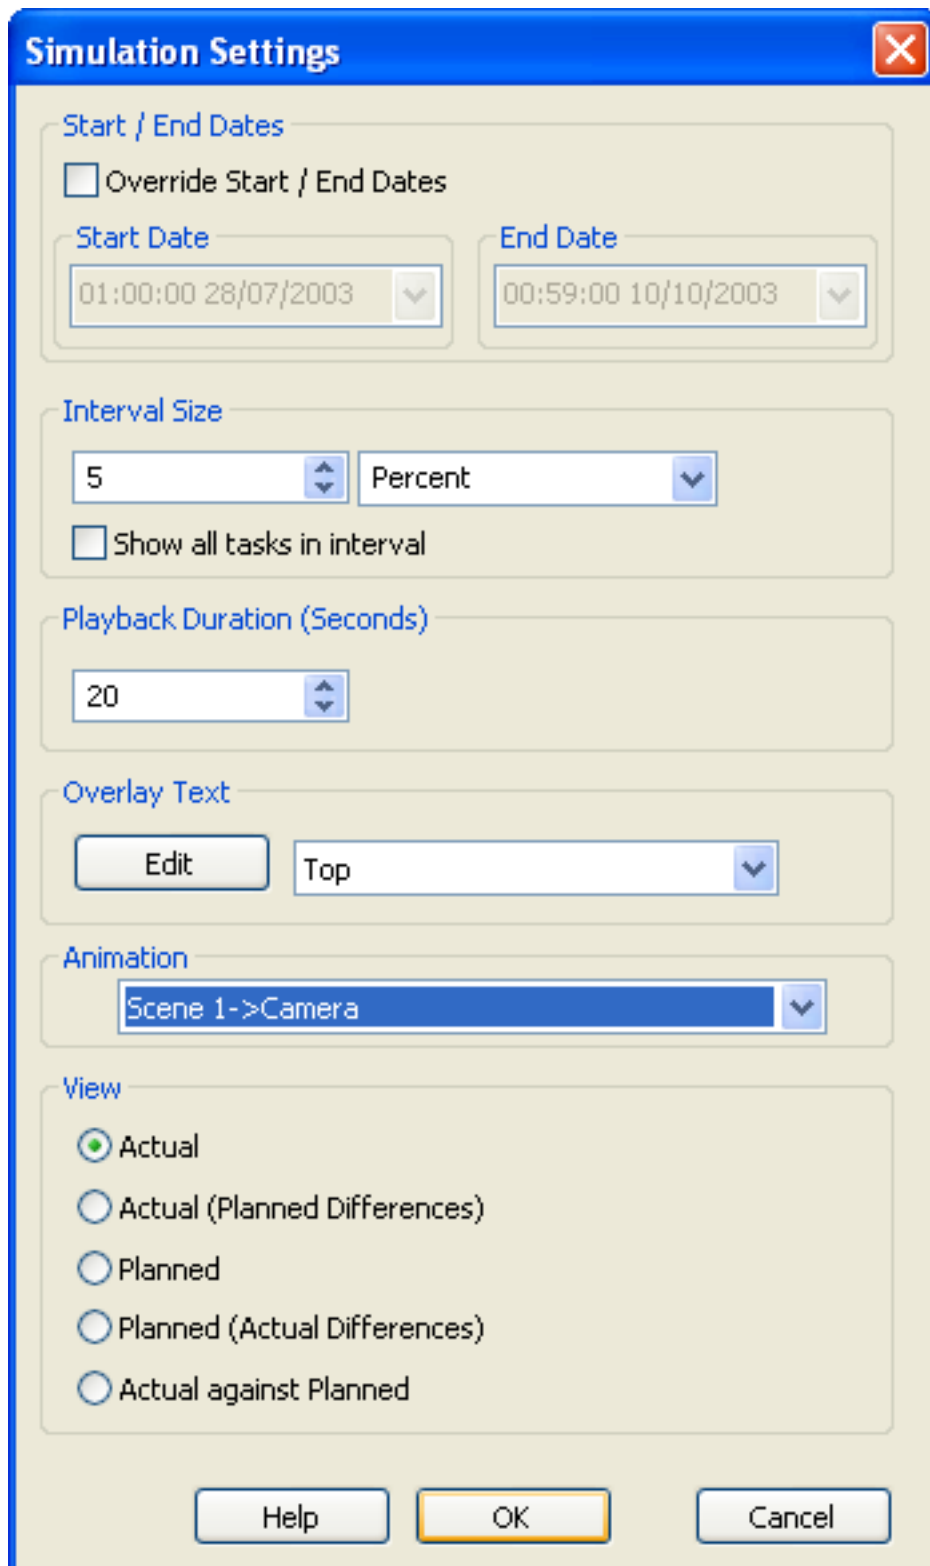 Simulation Settings
Start / End Dates
Override Start / End Dates
Start Date
End Date
01:00:00 28/07/2003
00:59:00 10/10/2003
Interval Size
5
Percent
Show all tasks in interval
Playback Duration (Seconds)
20
Overlay Text
Edit
Top
Animation
Scene 1->Camera
View
Actual
Actual (Planned Differences)
Planned
Planned (Actual Differences)
Actual against Planned
Help
OK
Cancel